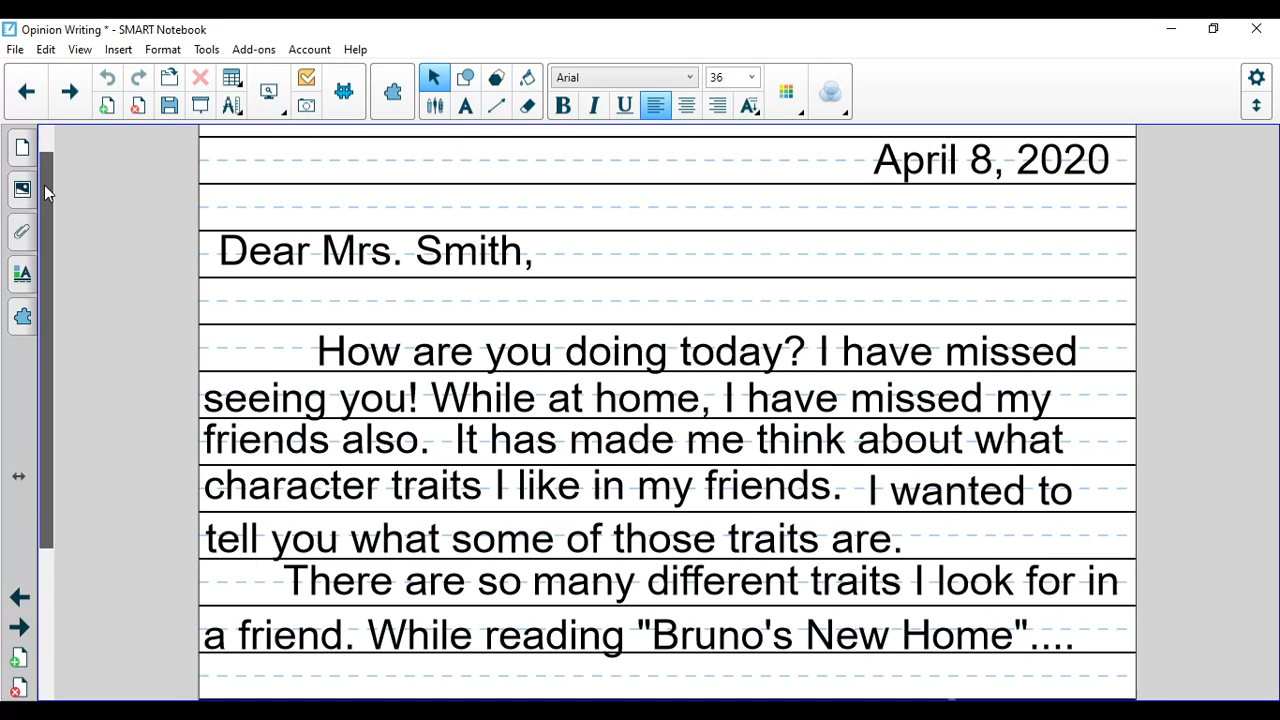 Opinion Writing * - SMART Notebook
File Edit View Insert Format Tools Add-ons Account Help
Arial 36
B I U
April 8, 2020
Dear Mrs. Smith,
How are you doing today? I have missed
seeing you! While at home, I have missed my
friends also. It has made me think about what
character traits I like in my friends. I wanted to
tell you what some of those traits are.
There are so many different traits I look for in
a friend. While reading "Bruno's New Home"....